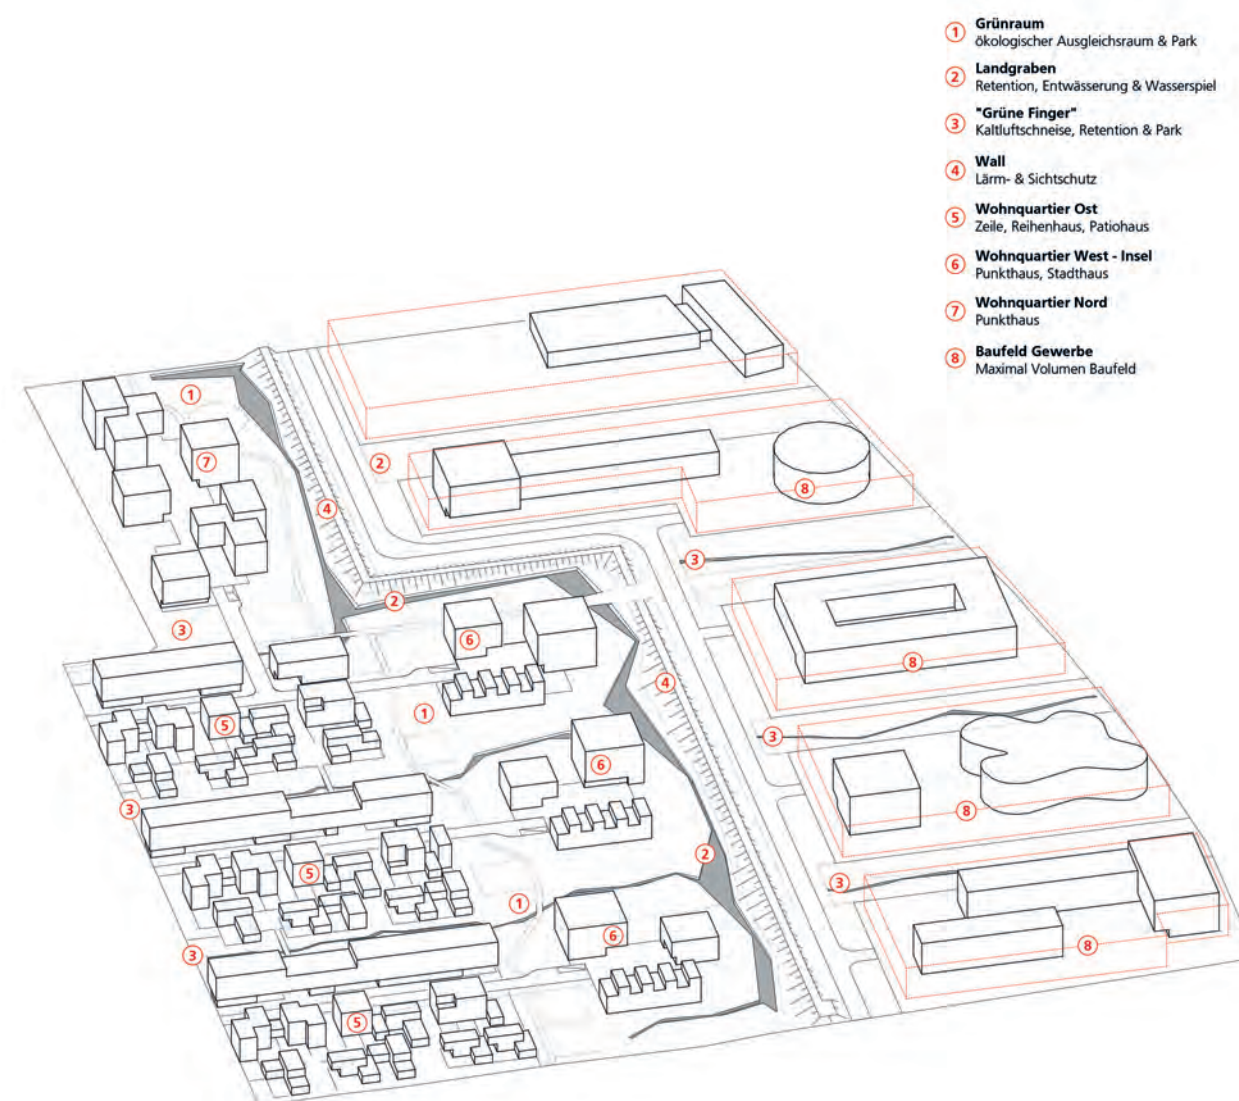 1 Grünraum
ökologischer Ausgleichsraum & Park
2 Landgraben
Retention, Entwässerung & Wasserspiel
3 "Grüne Finger"
Kaltluftschneise, Retention & Park
4 Wall
Lärm- & Sichtschutz
5 Wohnquartier Ost
Zeile, Reihenhaus, Patiohaus
6 Wohnquartier West - Insel
Punkthaus, Stadthaus
7 Wohnquartier Nord
Punkthaus
8 Baufeld Gewerbe
Maximal Volumen Baufeld
1
7
2
8
4
3
2
6
3
8
4
1
5
3
6
3
8
2
5
1
3
6
8
3
5